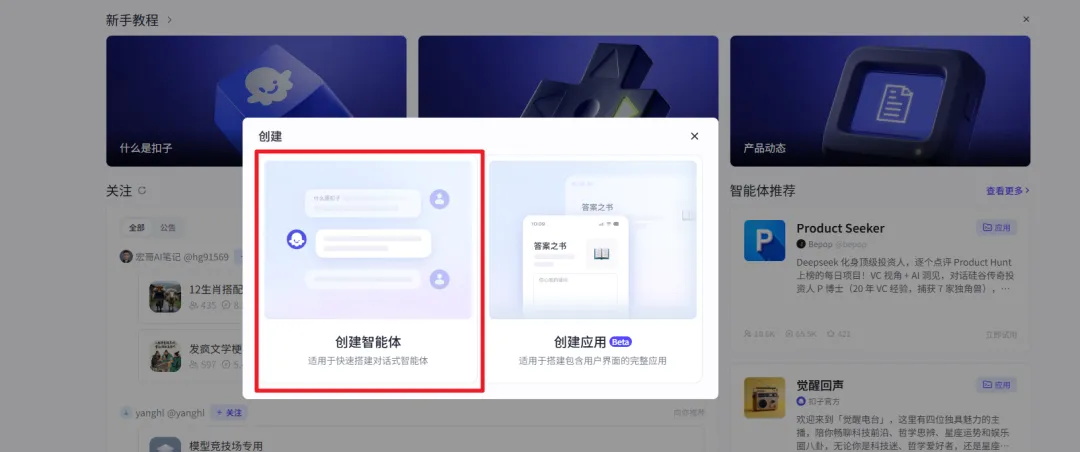 新手教程
什么是扣子
产品动态
创建
什么是扣子
答案之书
10:09
答案之书
创建智能体
适用于快速搭建对话式智能体
创建应用 Beta
适用于搭建包含用户界面的完整应用
关注
全部 公告
宏哥AI笔记 @hg91569
12生肖搭配
435
发疯文学梗
597
yanghl @yanghl + 关注
向你推荐
模型竞技场专用
智能体推荐 查看更多
Product Seeker 应用
Bepop @bepop
Deepseek 化身顶级投资人，逐个点评 Product Hunt
上榜的每日项目！VC 视角 + AI 洞见，对话硅谷传奇投
资人 P 博士（20 年 VC 经验，捕获 7 家独角兽），…
421 立即试用
觉醒回声 应用
扣子官方
欢迎来到「觉醒电台」，这里有四位独具魅力的主
播，陪你畅聊科技前沿、哲学思辨、星座运势和娱乐
圈八卦，无论你是科技迷、哲学爱好者，还是星座…